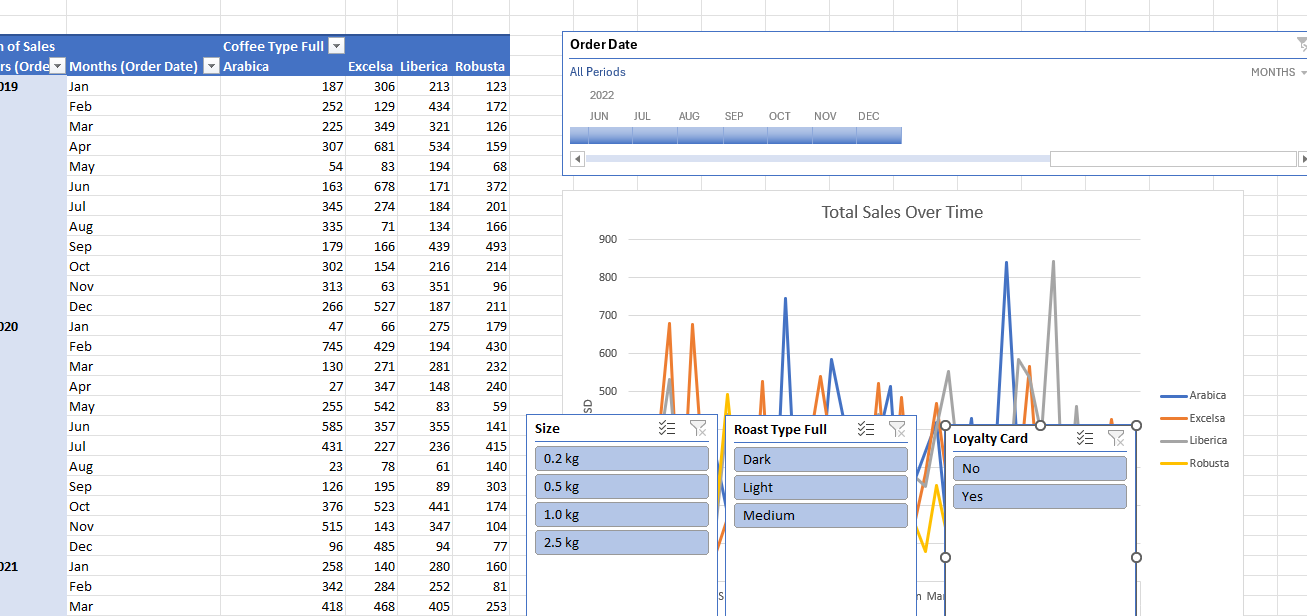 n of Sales Coffee Type Full
rs (Orde Months (Order Date) Arabica Excelsa Liberica Robusta
019 Jan 187 306 213 123
Feb 252 129 434 172
Mar 225 349 321 126
Apr 307 681 534 159
May 54 83 194 68
Jun 163 678 171 372
Jul 345 274 184 201
Aug 335 71 134 166
Sep 179 166 439 493
Oct 302 154 216 214
Nov 313 63 351 96
Dec 266 527 187 211
020 Jan 47 66 275 179
Feb 745 429 194 430
Mar 130 271 281 232
Apr 27 347 148 240
May 255 542 83 59
Jun 585 357 355 141
Jul 431 227 236 415
Aug 23 78 61 140
Sep 126 195 89 303
Oct 376 523 441 174
Nov 515 143 347 104
Dec 96 485 94 77
021 Jan 258 140 280 160
Feb 342 284 252 81
Mar 418 468 405 253
Order Date
All Periods MONTHS
2022
JUN JUL AUG SEP OCT NOV DEC
Total Sales Over Time
900
800
700
600
500
SD
Arabica
Excelsa
Liberica
Robusta
Size
0.2 kg
0.5 kg
1.0 kg
2.5 kg
Roast Type Full
Dark
Light
Medium
Loyalty Card
No
Yes
S n Mar